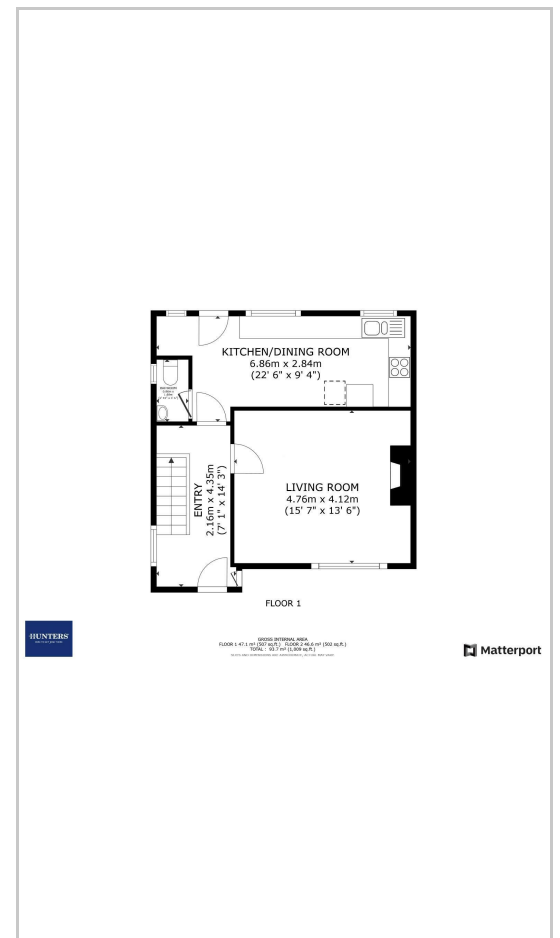 KITCHEN/DINING ROOM
6.86m x 2.84m
(22' 6" x 9' 4")
ENTRY
2.16m x 4.35m
(7' 1" x 14' 3")
LIVING ROOM
4.76m x 4.12m
(15' 7" x 13' 6")
FLOOR 1
HUNTERS
GROSS INTERNAL AREA
FLOOR 1 47.1 m² (507 sq.ft.) FLOOR 2 46.6 m² (502 sq.ft.)
TOTAL : 93.7 m² (1,009 sq.ft.)
Matterport